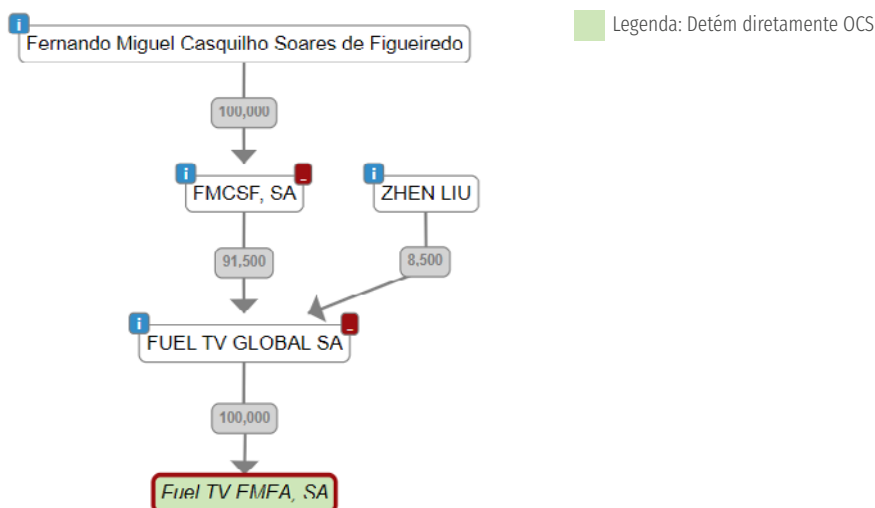 i
Legenda: Detém diretamente OCS
Fernando Miguel Casquilho Soares de Figueiredo
100,000
i
_
i
FMCSF, SA
ZHEN LIU
91,500
8,500
i
_
FUEL TV GLOBAL SA
100,000
Fuel TV FMFA, SA